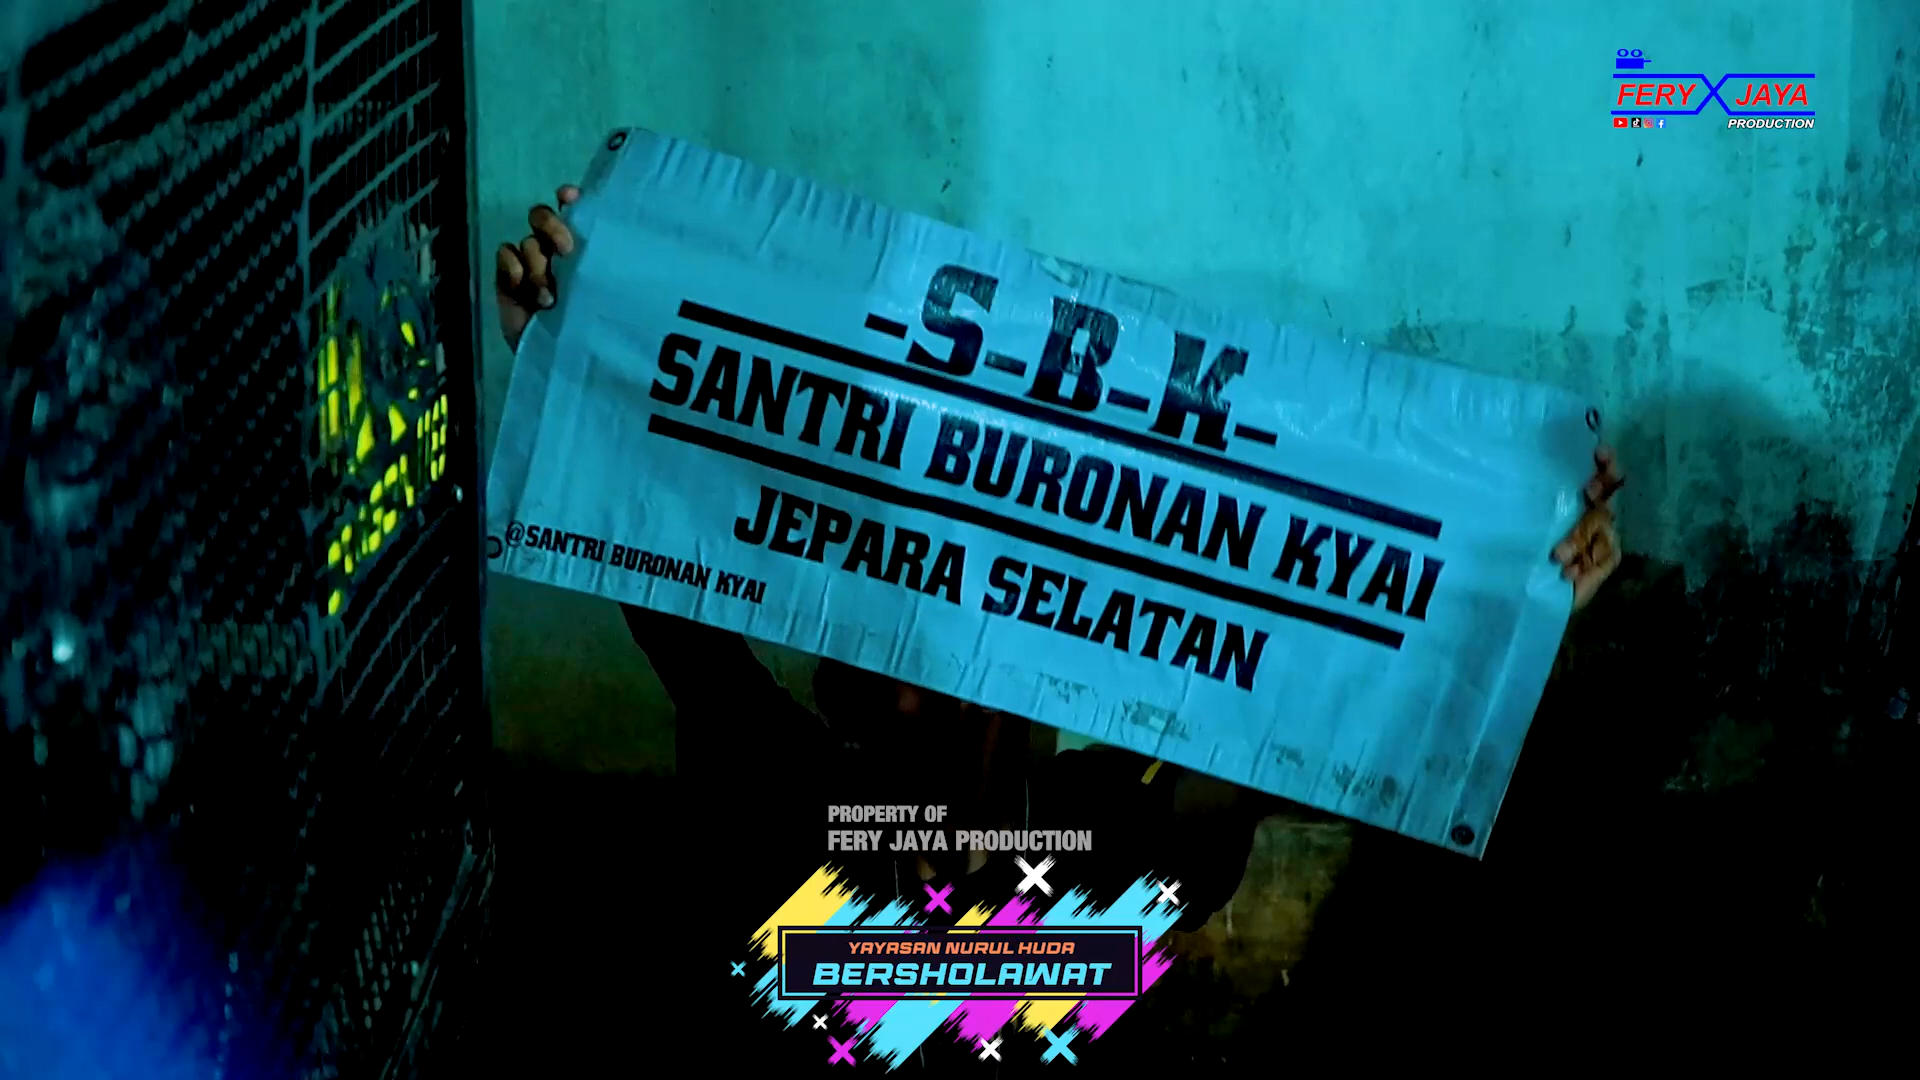 FERY X JAYA
PRODUCTION
-S-B-K-
SANTRI BURONAN KYAI
JEPARA SELATAN
@SANTRI BURONAN KYAI
PROPERTY OF
FERY JAYA PRODUCTION
YAYASAN NURUL HUDA
BERSHOLAWAT